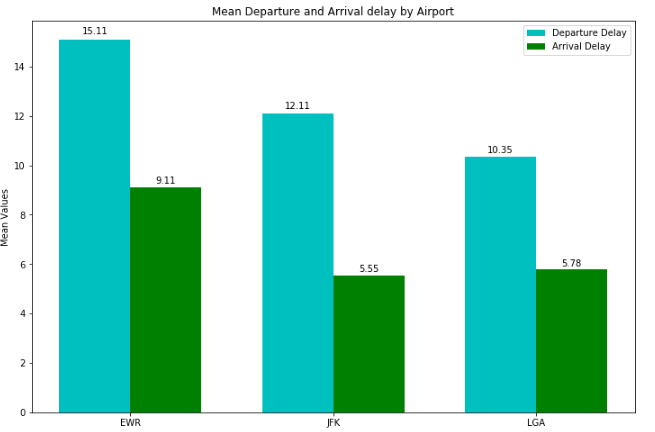 Mean Departure and Arrival delay by Airport
Departure Delay
Arrival Delay
15.11
12.11
10.35
9.11
5.55
5.78
Mean Values
14
12
10
8
6
4
2
0
EWR
JFK
LGA